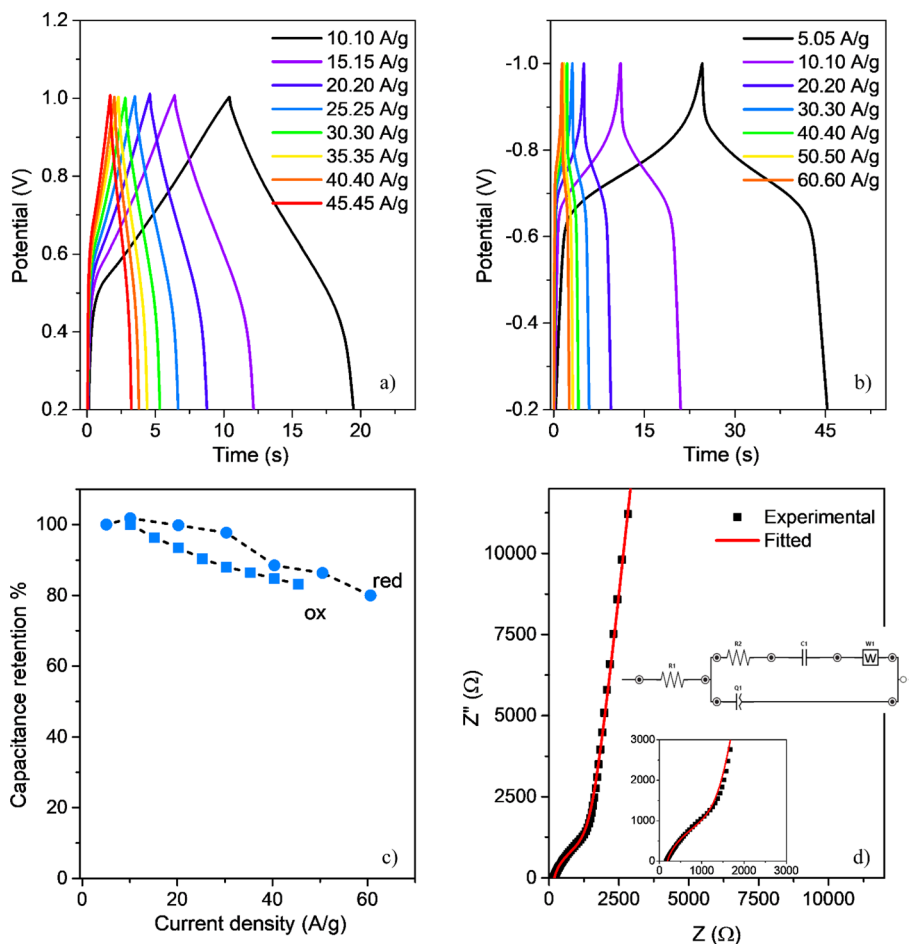 10.10 A/g
15.15 A/g
20.20 A/g
25.25 A/g
30.30 A/g
35.35 A/g
40.40 A/g
45.45 A/g
1.2
1.0
0.8
0.6
0.4
0.2
Potential (V)
0 5 10 15 20
Time (s)
a)
5.05 A/g
10.10 A/g
20.20 A/g
30.30 A/g
40.40 A/g
50.50 A/g
60.60 A/g
-1.0
-0.8
-0.6
-0.4
-0.2
Potential (V)
0 15 30 45
Time (s)
b)
100
80
60
40
20
0
Capacitance retention %
red
ox
c)
0 20 40 60
Current density (A/g)
Experimental
Fitted
10000
7500
5000
2500
0
Z'' (Ω)
R1
R2
C1
W1
W
Q1
3000
2000
1000
0
0 1000 2000 3000
d)
0 2500 5000 7500 10000
Z (Ω)